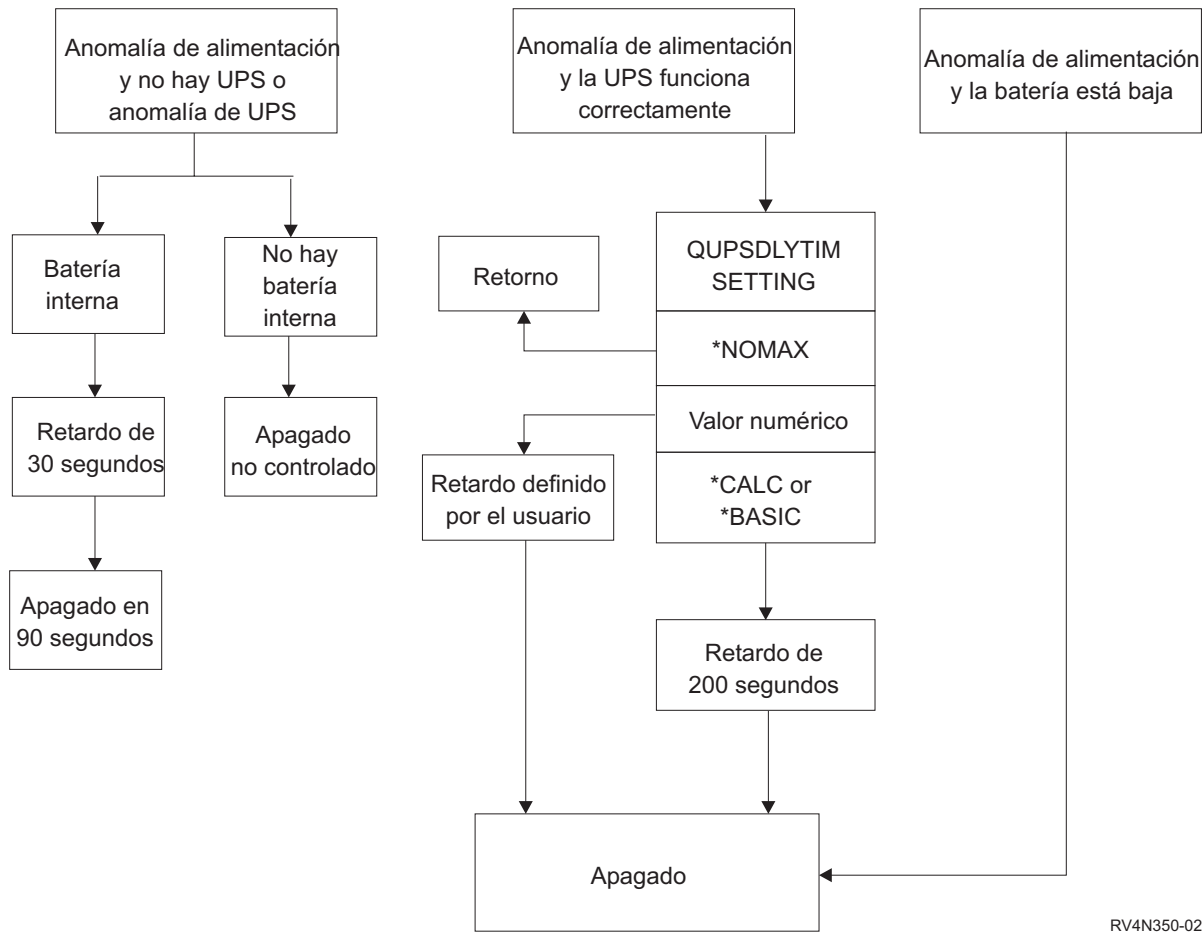 Anomalía de alimentación
y no hay UPS o
anomalía de UPS
Anomalía de alimentación
y la UPS funciona
correctamente
Anomalía de alimentación
y la batería está baja
Batería
interna
No hay
batería
interna
Retorno
QUPSDLYTIM
SETTING
*NOMAX
Valor numérico
*CALC or
*BASIC
Retardo de
30 segundos
Apagado
no controlado
Retardo definido
por el usuario
Apagado en
90 segundos
Retardo de
200 segundos
Apagado
RV4N350-02